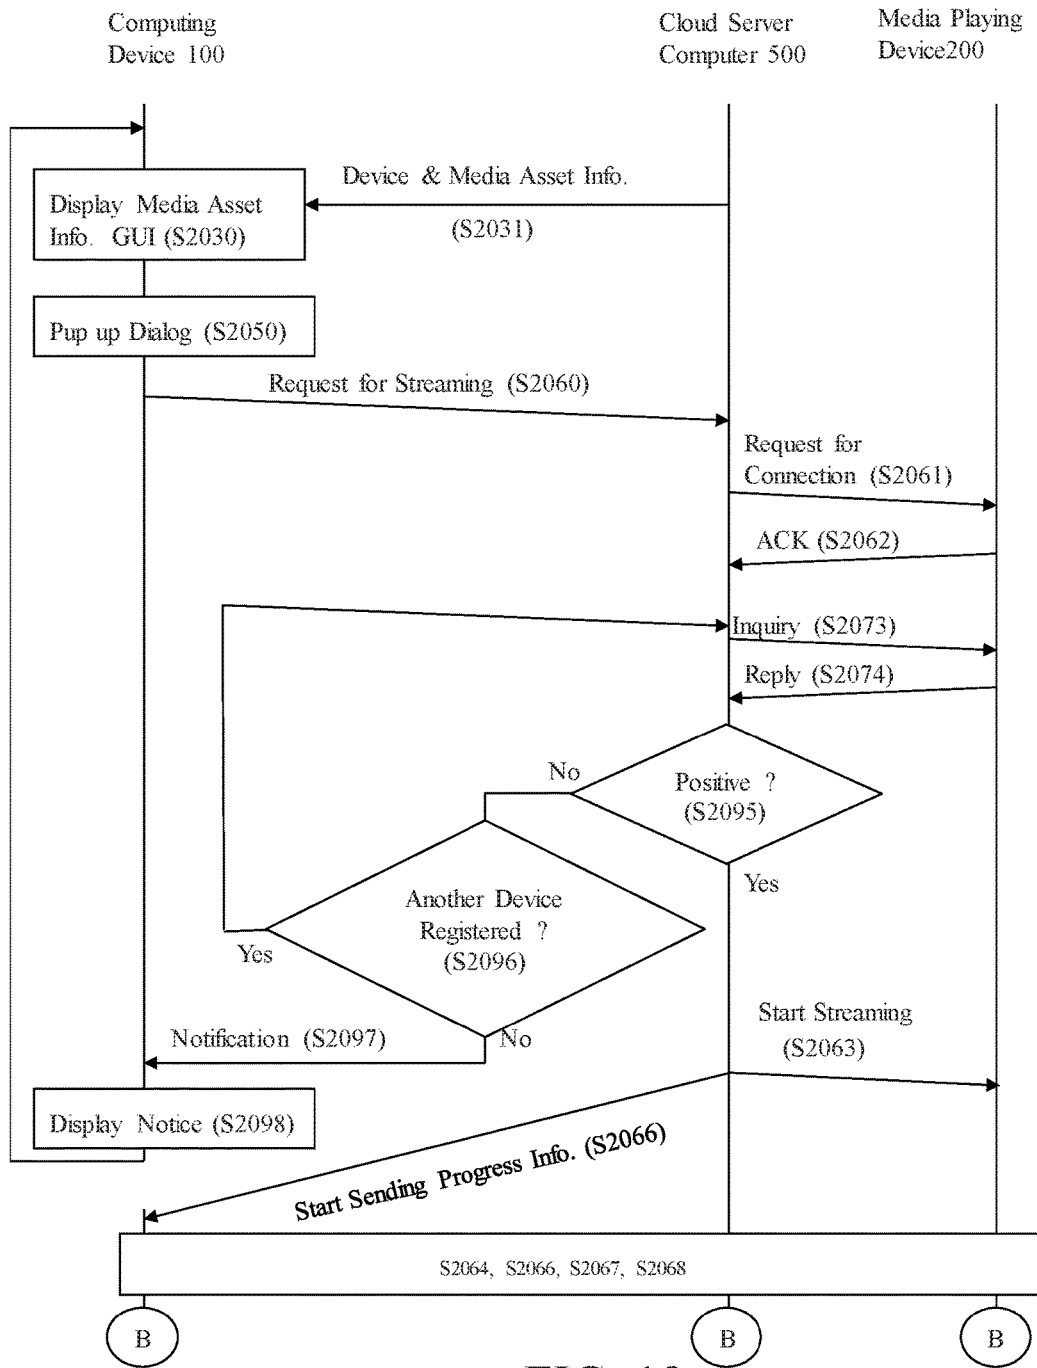 Computing
Device 100
Cloud Server
Computer 500
Media Playing
Device200
Device & Media Asset Info.
(S2031)
Display Media Asset
Info. GUI (S2030)
Pup up Dialog (S2050)
Request for Streaming (S2060)
Request for
Connection (S2061)
ACK (S2062)
Inquiry (S2073)
Reply (S2074)
No
Positive ?
(S2095)
Yes
Another Device
Registered ?
(S2096)
Yes
No
Notification (S2097)
Start Streaming
(S2063)
Display Notice (S2098)
Start Sending Progress Info. (S2066)
S2064, S2066, S2067, S2068
B
B
B